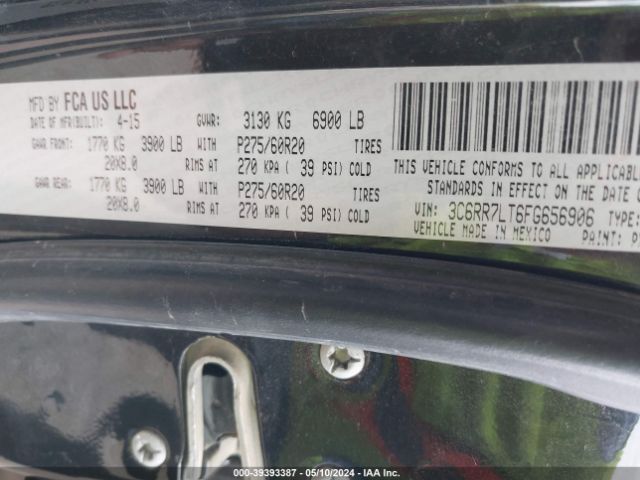 MFD BY FCA US LLC
DATE OF MFR(BUILT): 4-15 GVWR: 3130 KG 6900 LB
GAWR FRONT: 1770 KG 3900 LB WITH P275/60R20 TIRES
20X8.0 RIMS AT 270 KPA ( 39 PSI) COLD
GAWR REAR: 1770 KG 3900 LB WITH P275/60R20 TIRES
20X8.0 RIMS AT 270 KPA ( 39 PSI) COLD
THIS VEHICLE CONFORMS TO ALL APPLICABLE
STANDARDS IN EFFECT ON THE DATE
VIN: 3C6RR7LT6FG656906 TYPE:
VEHICLE MADE IN MEXICO PAINT:
00-39393387 - 05/10/2024 - IAA Inc.